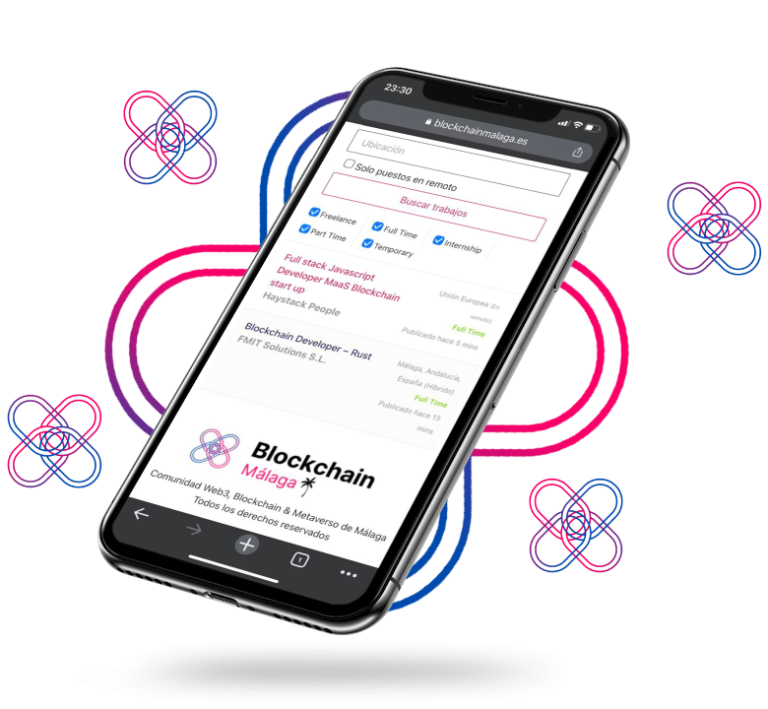 23:30
blockchainmalaga.es
Ubicación
Solo puestos en remoto
Buscar trabajos
Freelance
Full Time
Internship
Part Time
Temporary
Full stack Javascript
Developer MaaS Blockchain
start up
Haystack People
Unión Europea (En
remoto)
Full Time
Publicado hace 5 mins
Blockchain Developer – Rust
FMIT Solutions S.L.
Málaga, Andalucía,
España (Híbrido)
Full Time
Publicado hace 13
mins
Blockchain
Málaga
Comunidad Web3, Blockchain & Metaverso de Málaga
Todos los derechos reservados
1